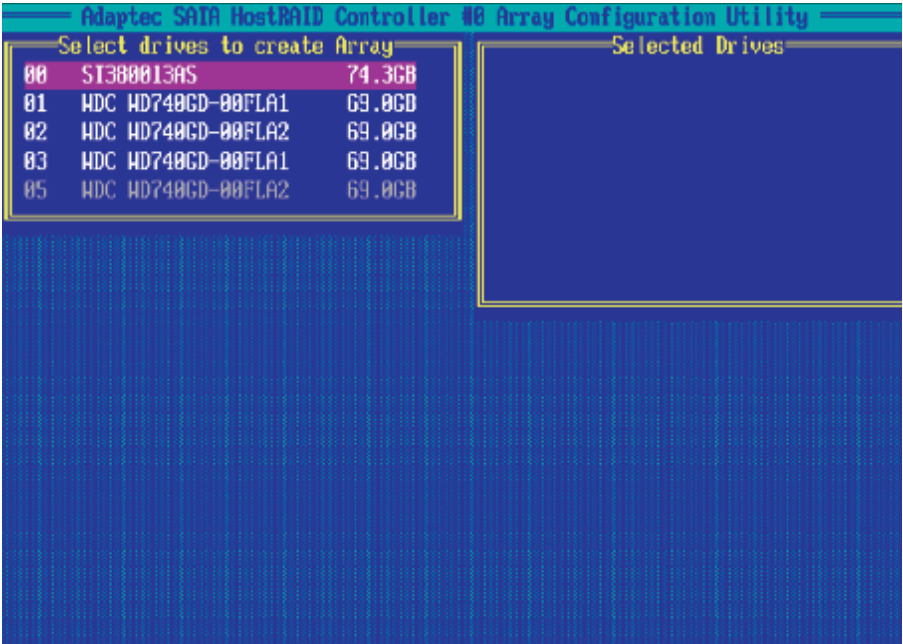 Adaptec SATA HostRAID Controller #0 Array Configuration Utility
Select drives to create Array
00 ST380013AS 74.3GB
01 WDC WD740GD-00FLA1 69.0GB
02 WDC WD740GD-00FLA2 69.0GB
03 WDC WD740GD-00FLA1 69.0GB
05 WDC WD740GD-00FLA2 69.0GB
Selected Drives